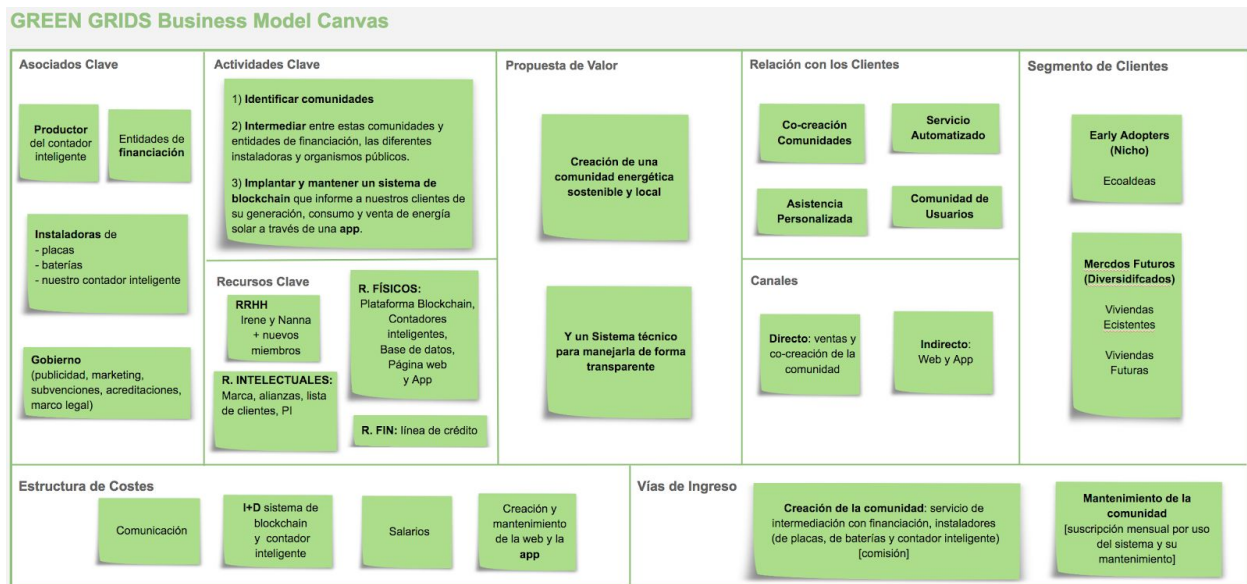 GREEN GRIDS Business Model Canvas
Asociados Clave
Productor
del contador
inteligente
Entidades de
financiación
Instaladoras de
- placas
- baterías
- nuestro contador inteligente
Gobierno
(publicidad, marketing,
subvenciones, acreditaciones,
marco legal)
Actividades Clave
1) Identificar comunidades
2) Intermediar entre estas comunidades y
entidades de financiación, las diferentes
instaladoras y organismos públicos.
3) Implantar y mantener un sistema de
blockchain que informe a nuestros clientes de
su generación, consumo y venta de energía
solar a través de una app.
Recursos Clave
RRHH
Irene y Nanna
+ nuevos
miembros
R. FÍSICOS:
Plataforma Blockchain,
Contadores
inteligentes,
Base de datos,
Página web
y App
R. INTELECTUALES:
Marca, alianzas, lista
de clientes, PI
R. FIN: línea de crédito
Propuesta de Valor
Creación de una
comunidad energética
sostenible y local
Y un Sistema técnico
para manejarla de forma
transparente
Relación con los Clientes
Co-creación
Comunidades
Servicio
Automatizado
Asistencia
Personalizada
Comunidad de
Usuarios
Canales
Directo: ventas y
co-creación de la
comunidad
Indirecto:
Web y App
Segmento de Clientes
Early Adopters
(Nicho)
Ecoaldeas
Mercdos Futuros
(Diversidifcados)
Viviendas
Ecistentes
Viviendas
Futuras
Estructura de Costes
Comunicación
I+D sistema de
blockchain
y contador
inteligente
Salarios
Creación y
mantenimiento
de la web y la
app
Vías de Ingreso
Creación de la comunidad: servicio de
intermediación con financiación, instaladores
(de placas, de baterías y contador inteligente)
[comisión]
Mantenimiento de la
comunidad
[suscripción mensual por uso
del sistema y su
mantenimiento]